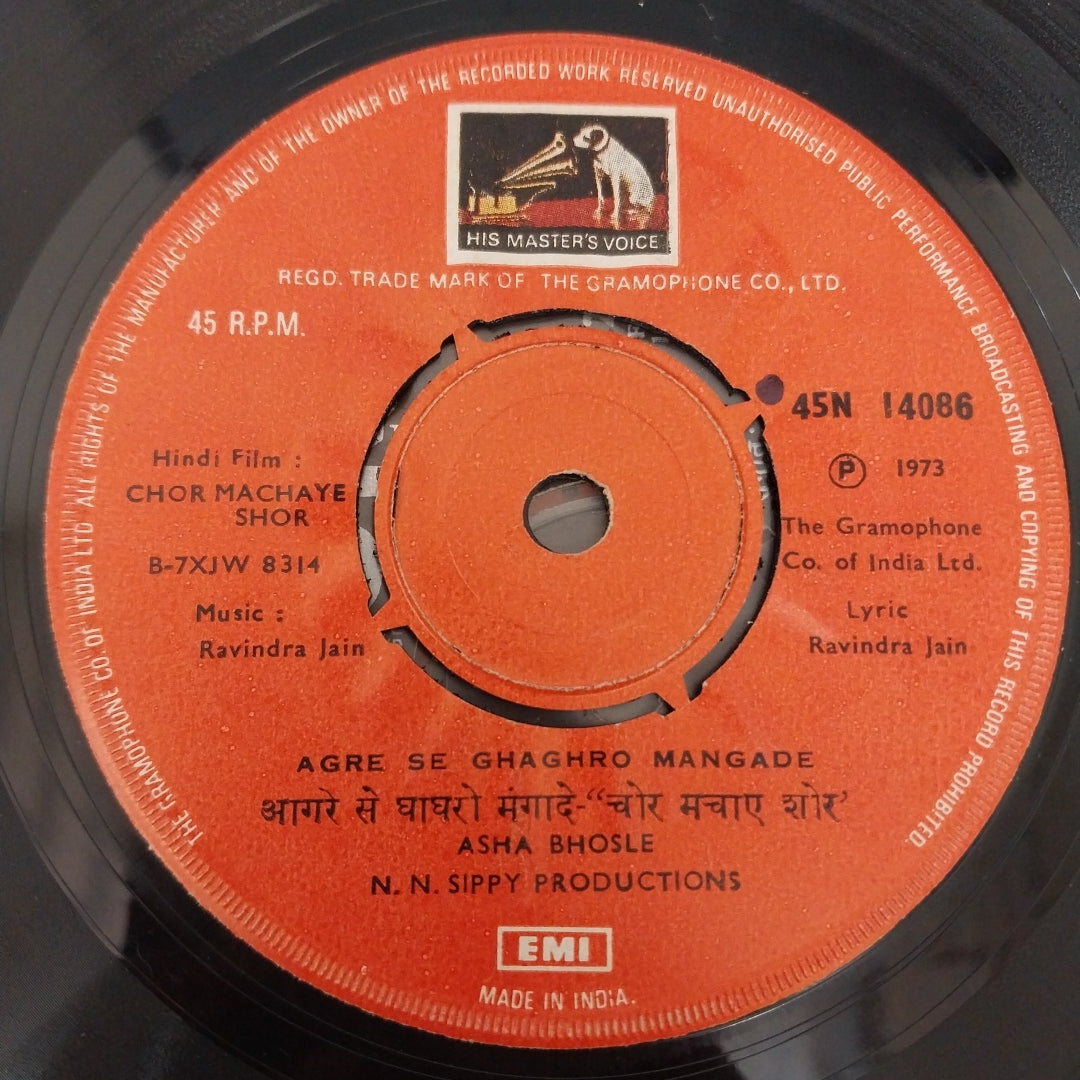 THE GRAMOPHONE CO. OF INDIA LTD ALL RIGHTS OF THE MANUFACTURER AND OF THE OWNER OF THE RECORDED WORK RESERVED UNAUTHORISED PUBLIC PERFORMANCE BROADCASTING AND COPYING OF THIS RECORD PROHIBITED.
HIS MASTER'S VOICE
REGD. TRADE MARK OF THE GRAMOPHONE CO., LTD.
45 R.P.M.
45N 14086
Hindi Film :
CHOR MACHAYE
SHOR
B-7XJW 8314
Music :
Ravindra Jain
Ⓟ 1973
The Gramophone
Co. of India Ltd.
Lyric
Ravindra Jain
AGRE SE GHAGHRO MANGADE
आगरे से घाघरो मंगादे-“चोर मचाए शोर’
ASHA BHOSLE
N. N. SIPPY PRODUCTIONS
EMI
MADE IN INDIA.